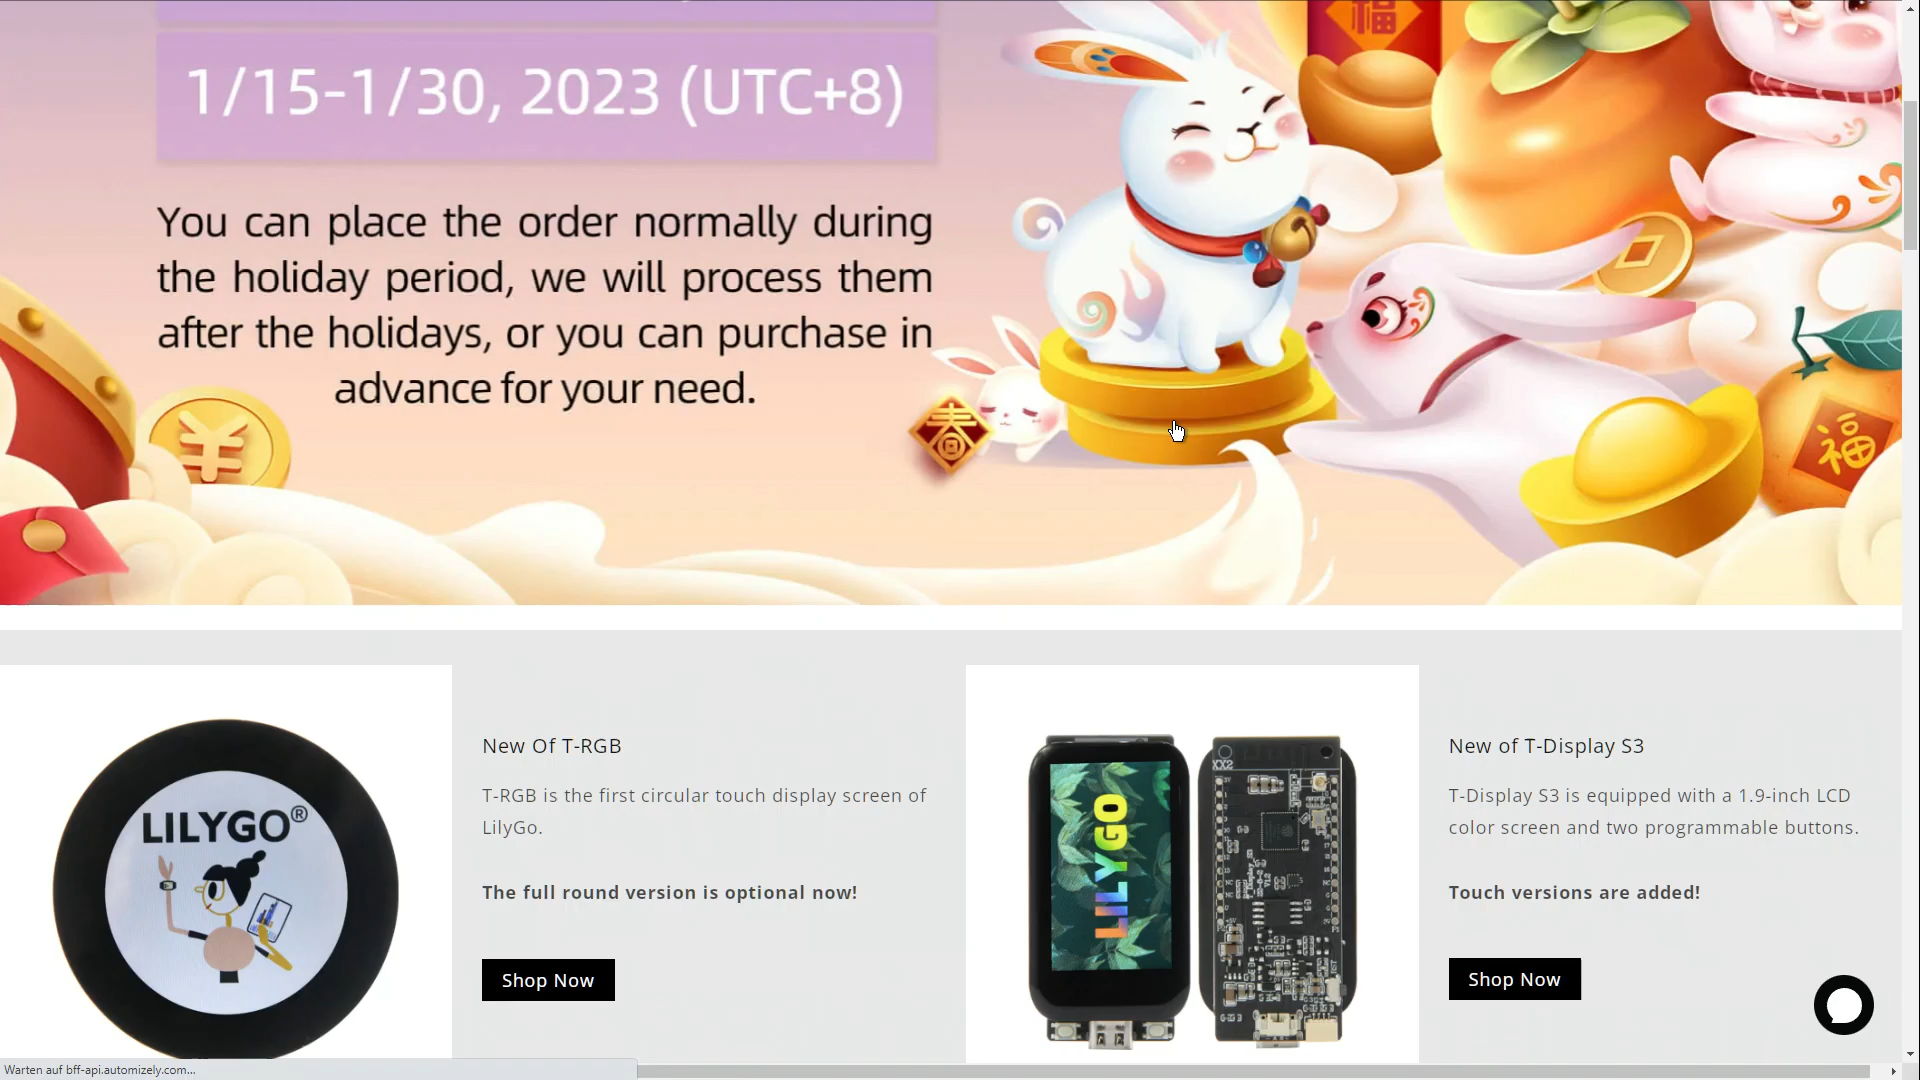 福
1/15-1/30, 2023 (UTC+8)
You can place the order normally during
the holiday period, we will process them
after the holidays, or you can purchase in
advance for your need.
春
福
New Of T-RGB
T-RGB is the first circular touch display screen of
LilyGo.
The full round version is optional now!
Shop Now
LILYGO®
LILYGO
New of T-Display S3
T-Display S3 is equipped with a 1.9-inch LCD
color screen and two programmable buttons.
Touch versions are added!
Shop Now
Warten auf bff-api.automizely.com...